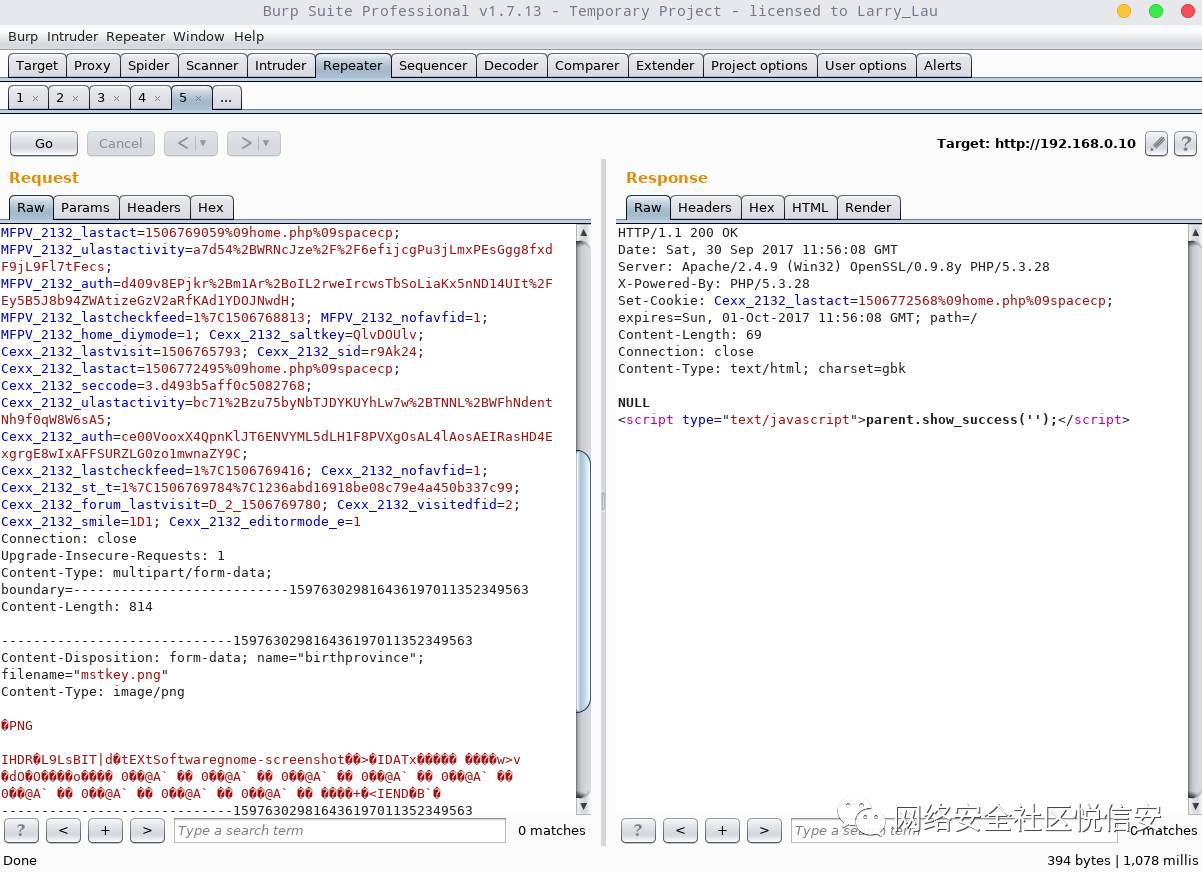 Burp Suite Professional v1.7.13 - Temporary Project - licensed to Larry_Lau
Burp Intruder Repeater Window Help
Target Proxy Spider Scanner Intruder Repeater Sequencer Decoder Comparer Extender Project options User options Alerts
1 × 2 × 3 × 4 × 5 × ...
Go Cancel < > Target: http://192.168.0.10 ?
Request
Raw Params Headers Hex
MFPV_2132_lastact=1506769059%09home.php%09spacecp;
MFPV_2132_ulastactivity=a7d54%2BWRNcJze%2F%2F6efijcgPu3jLmxPEsGgg8fxd
F9jL9Fl7tFecs;
MFPV_2132_auth=d409v8EPjkr%2Bm1Ar%2BoIL2rweIrcwsTbSoLiaKx5nND14UIt%2F
Ey5B5J8b94ZWAtizeGzV2aRfKAd1YDOJNwdH;
MFPV_2132_lastcheckfeed=1%7C1506768813; MFPV_2132_nofavfid=1;
MFPV_2132_home_diymode=1; Cexx_2132_saltkey=QlvDOUlv;
Cexx_2132_lastvisit=1506765793; Cexx_2132_sid=r9Ak24;
Cexx_2132_lastact=1506772495%09home.php%09spacecp;
Cexx_2132_seccode=3.d493b5aff0c5082768;
Cexx_2132_ulastactivity=bc71%2Bzu75byNbTJDYKUYhLw7w%2BTNNL%2BWFhNdent
Nh9f0qW8W6sA5;
Cexx_2132_auth=ce00VooxX4QpnKlJT6ENVYML5dLH1F8PVXgOsAL4lAosAEIRasHD4E
xgrgE8wIxAFFSURZLG0zo1mwnaZY9C;
Cexx_2132_lastcheckfeed=1%7C1506769416; Cexx_2132_nofavfid=1;
Cexx_2132_st_t=1%7C1506769784%7C1236abd16918be08c79e4a450b337c99;
Cexx_2132_forum_lastvisit=D_2_1506769780; Cexx_2132_visitedfid=2;
Cexx_2132_smile=1D1; Cexx_2132_editormode_e=1
Connection: close
Upgrade-Insecure-Requests: 1
Content-Type: multipart/form-data;
boundary=---------------------------159763029816436197011352349563
Content-Length: 814
-----------------------------159763029816436197011352349563
Content-Disposition: form-data; name="birthprovince";
filename="mstkey.png"
Content-Type: image/png
�PNG
IHDR�L9LsBIT|d�tEXtSoftwaregnome-screenshot��>�IDATx����� ����w>v
�dO�O����o���� 0��@A` �� 0��@A` �� 0��@A` �� 0��@A` �� 0��@A` ��
0��@A` �� 0��@A` �� 0��@A` �� 0��@A` �� ����+�<IEND�B`�
-----------------------------159763029816436197011352349563
? < + > Type a search term 0 matches
Response
Raw Headers Hex HTML Render
HTTP/1.1 200 OK
Date: Sat, 30 Sep 2017 11:56:08 GMT
Server: Apache/2.4.9 (Win32) OpenSSL/0.9.8y PHP/5.3.28
X-Powered-By: PHP/5.3.28
Set-Cookie: Cexx_2132_lastact=1506772568%09home.php%09spacecp;
expires=Sun, 01-Oct-2017 11:56:08 GMT; path=/
Content-Length: 69
Connection: close
Content-Type: text/html; charset=gbk
NULL
<script type="text/javascript">parent.show_success('');</script>
? < + > Type a search term 0 matches
网络安全社区悦信安
Done
394 bytes | 1,078 millis